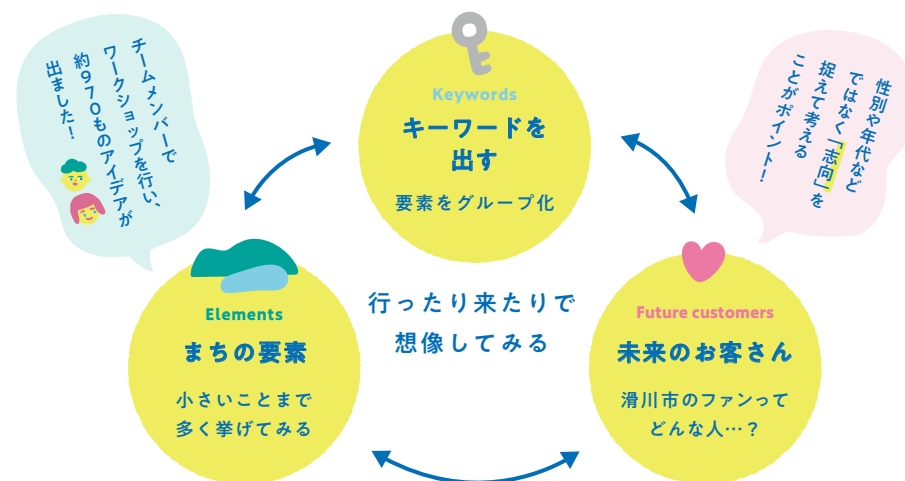 チームメンバーで
ワークショップを行い、
約970ものアイデアが
出ました！
Keywords
キーワードを
出す
要素をグループ化
性別や年代など
ではなく「志向」を
捉えて考える
ことがポイント！
行ったり来たりで
想像してみる
Elements
まちの要素
小さいことまで
多く挙げてみる
Future customers
未来のお客さん
滑川市のファンって
どんな人…？